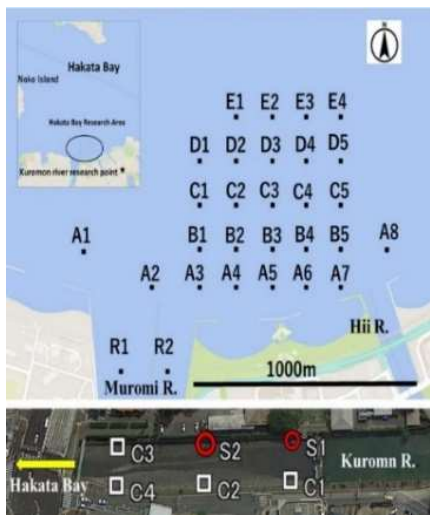 N
Hakata Bay
Noko Island
Hakata Bay Research Area
Kuromon river research point
E1 E2 E3 E4
D1 D2 D3 D4 D5
C1 C2 C3 C4 C5
A1 B1 B2 B3 B4 B5 A8
A2 A3 A4 A5 A6 A7
Hii R.
R1 R2
1000m
Muromi R.
C3 S2 S1
Kuromn R.
Hakata Bay C4 C2 C1